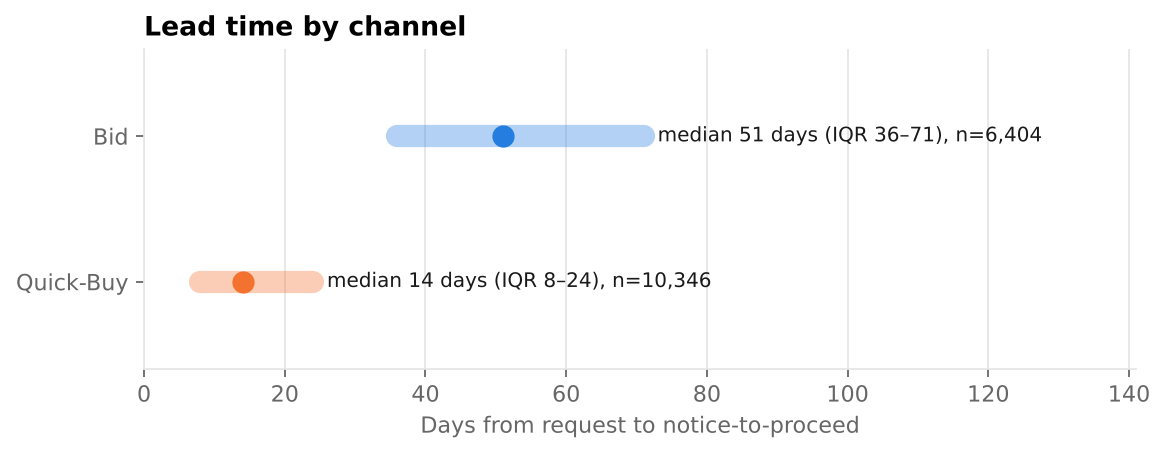 Lead time by channel
Bid
median 51 days (IQR 36–71), n=6,404
Quick-Buy
median 14 days (IQR 8–24), n=10,346
0 20 40 60 80 100 120 140
Days from request to notice-to-proceed